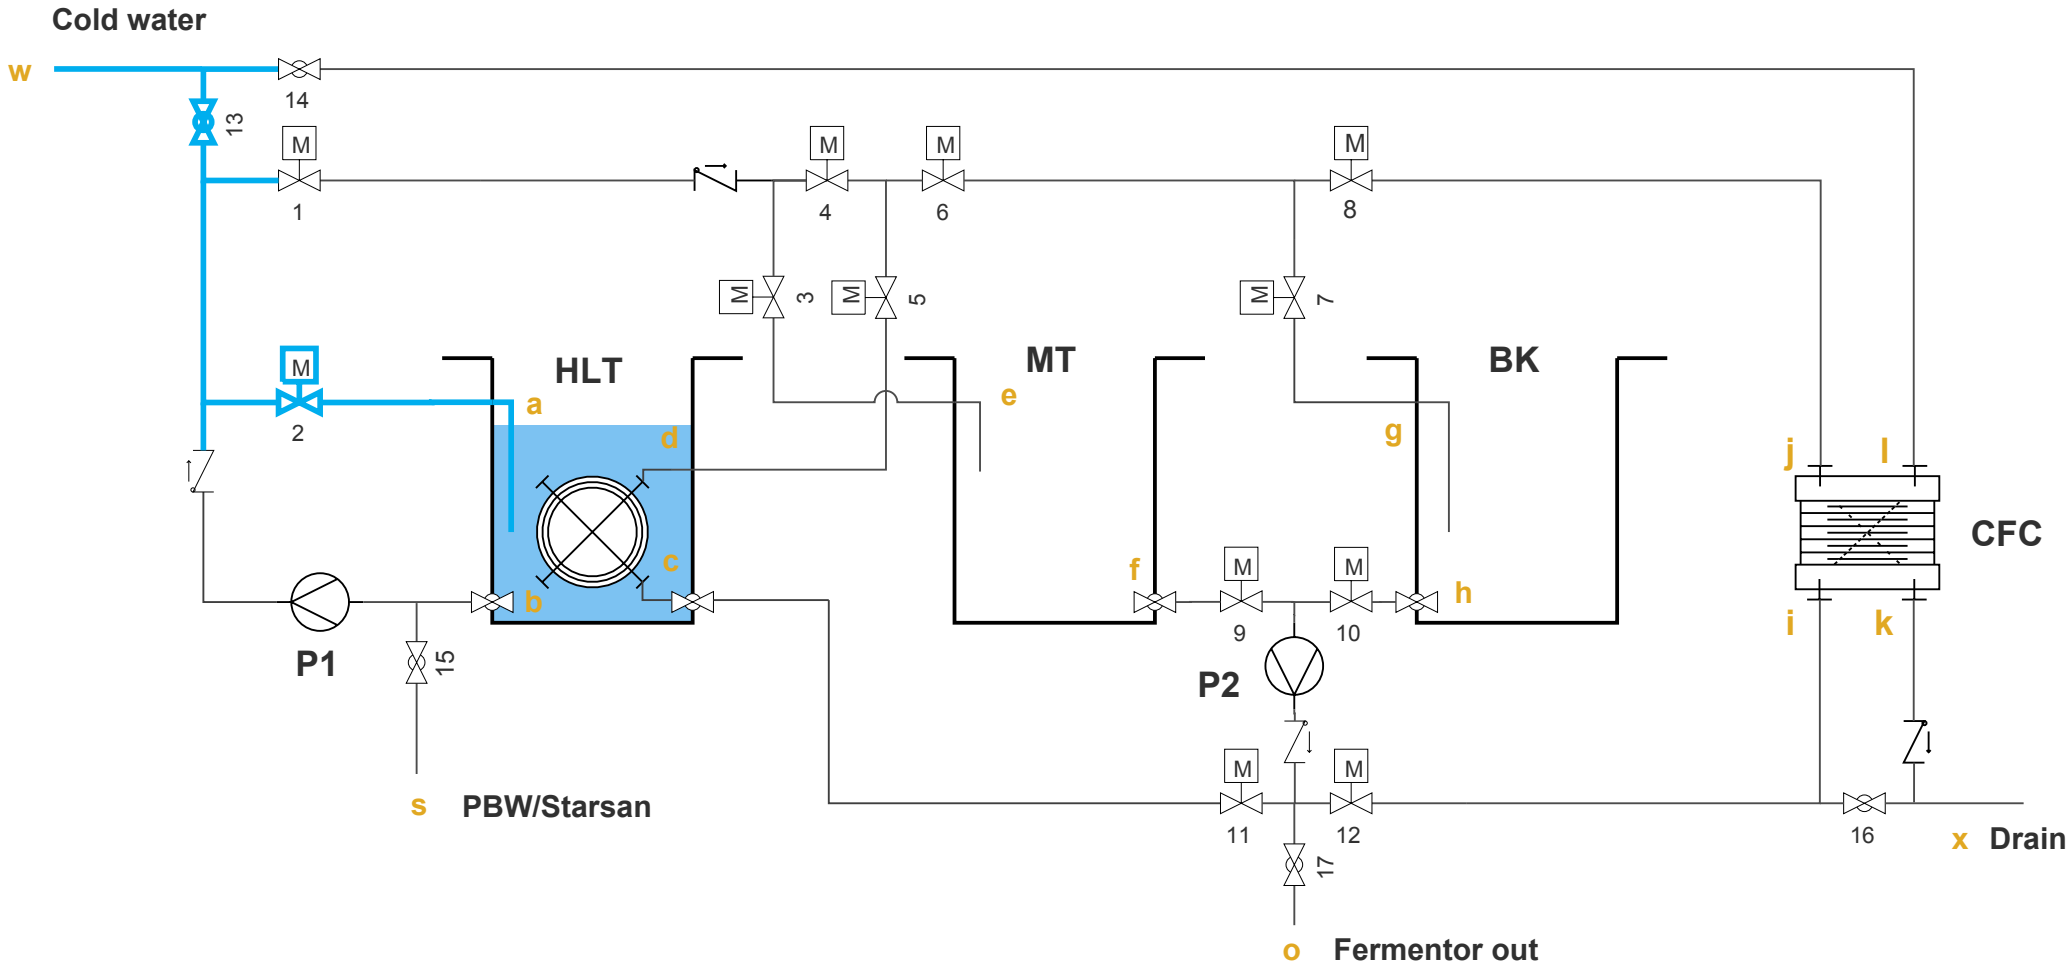 Cold water
w
14
13
M
M
M
M
1
4
6
8
M
3
M
5
M
7
HLT
MT
BK
M
a
e
2
d
g
j
l
CFC
c
b
f
M
M
h
9
10
i
k
P1
15
P2
M
M
s
PBW/Starsan
11
12
16
x
Drain
17
o
Fermentor out